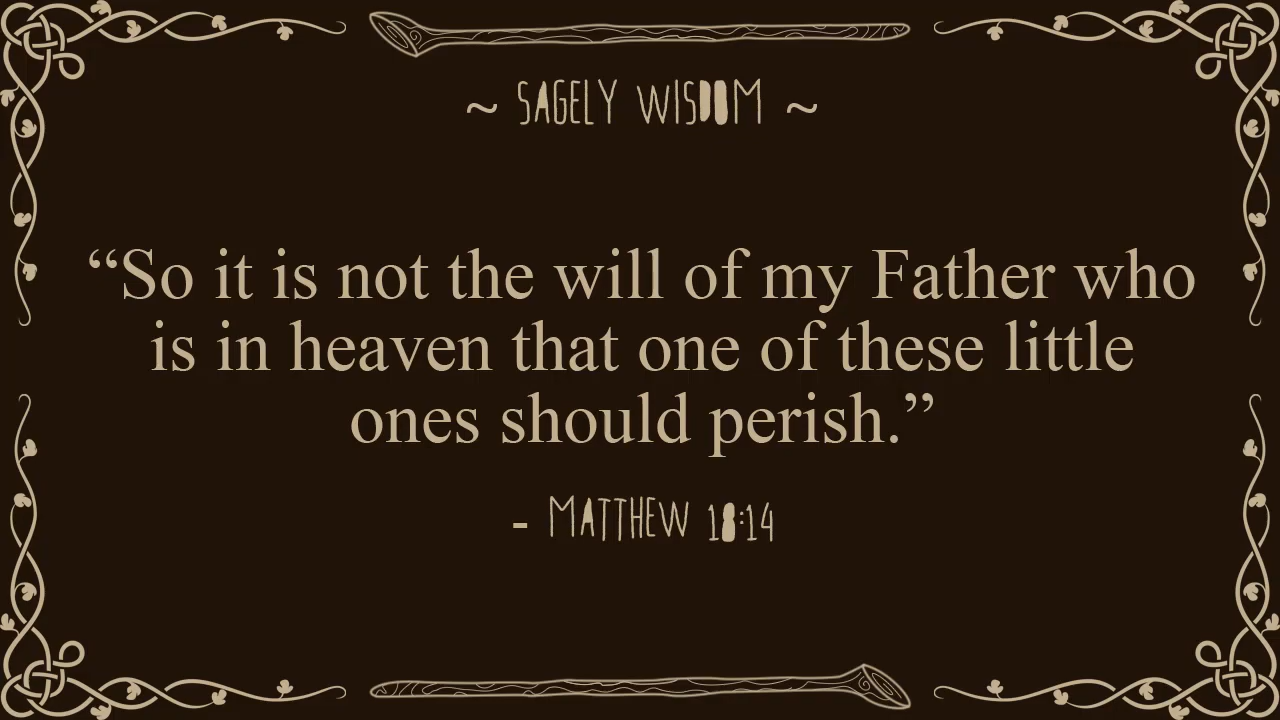 ~ SAGELY WISDOM ~
“So it is not the will of my Father who
is in heaven that one of these little
ones should perish.”
- MATTHEW 18:14